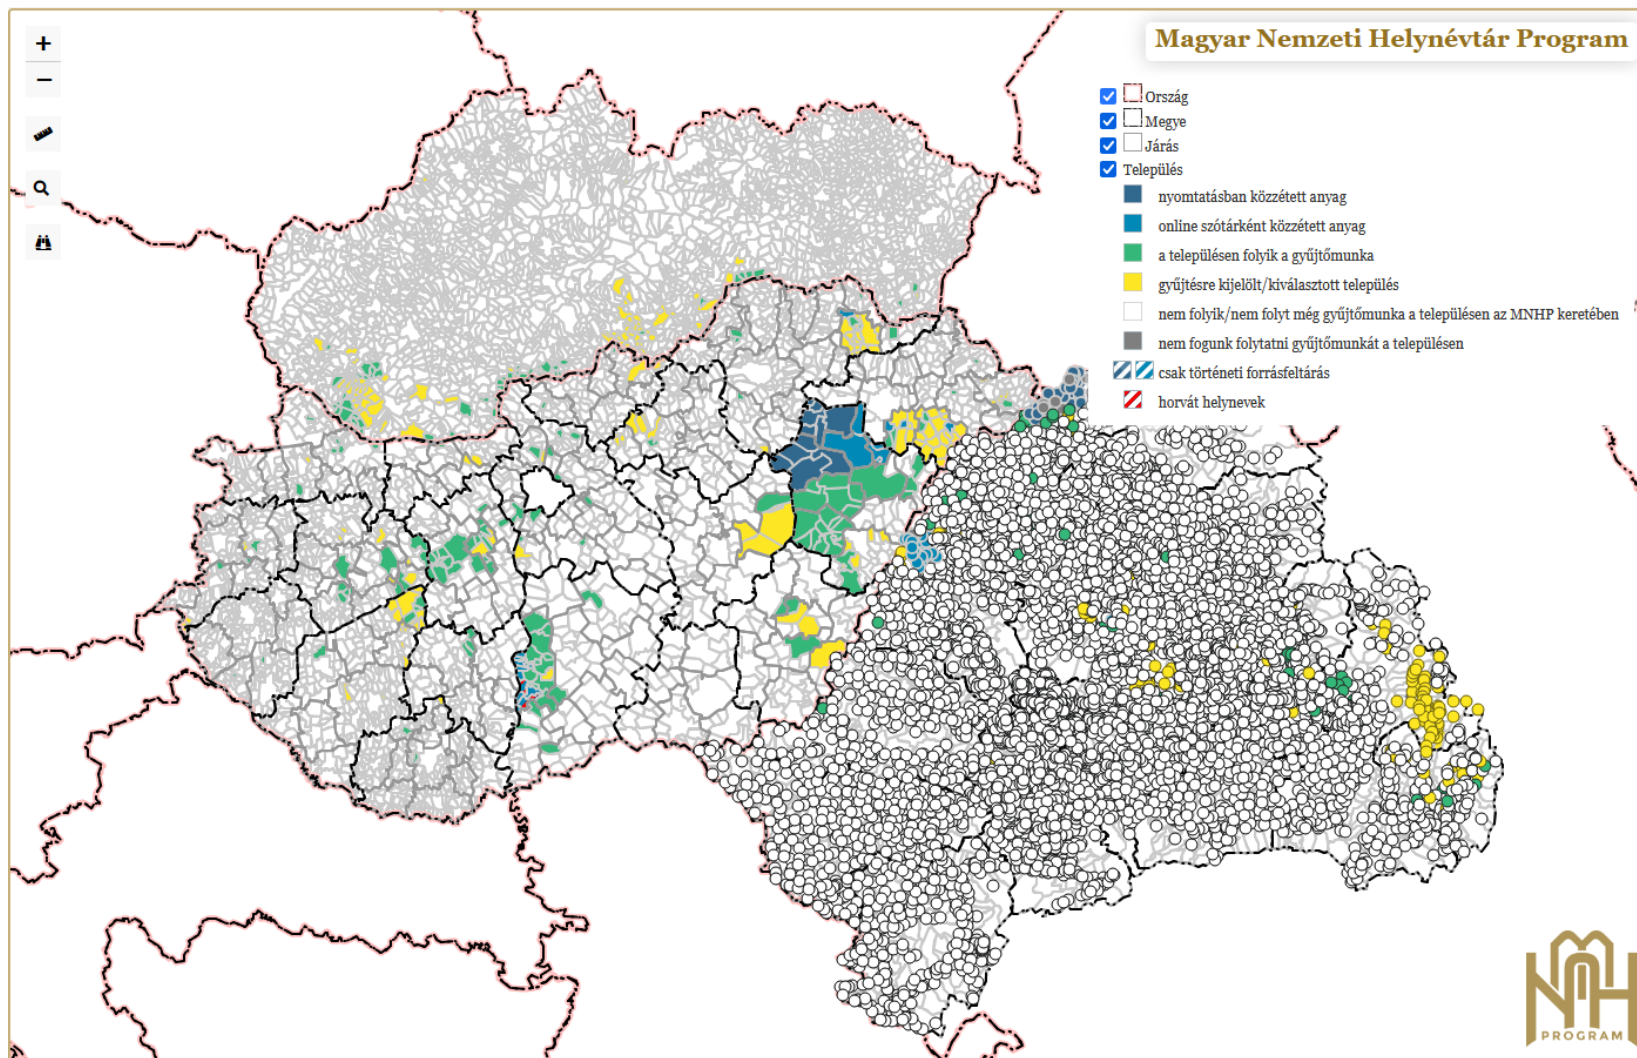 Magyar Nemzeti Helynévtár Program
Ország
Megye
Járás
Település
nyomtatásban közzétett anyag
online szótárként közzétett anyag
a településen folyik a gyűjtőmunka
gyűjtésre kijelölt/kiválasztott település
nem folyik/nem folyt még gyűjtőmunka a településen az MNHP keretében
nem fogunk folytatni gyűjtőmunkát a településen
csak történeti forrásfeltárás
horvát helynevek
MNH
PROGRAM